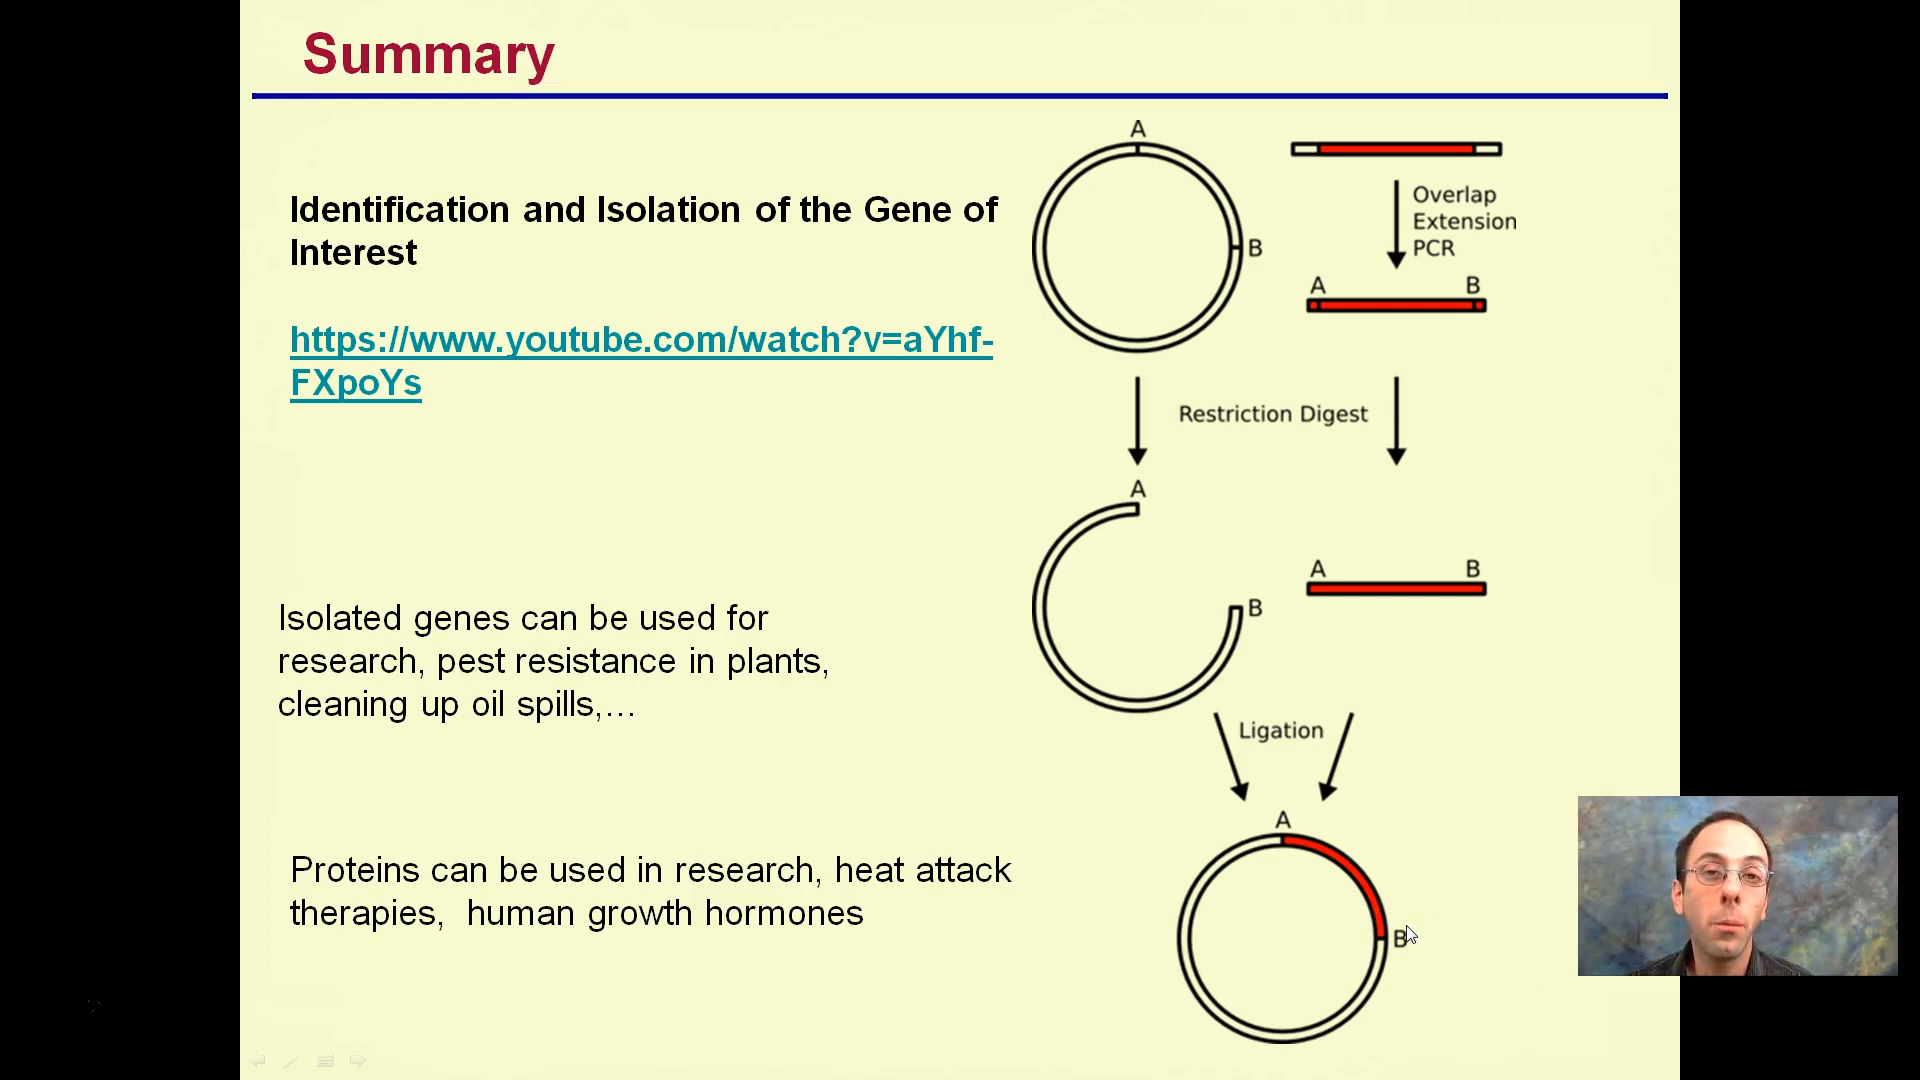 Summary
Identification and Isolation of the Gene of
Interest
https://www.youtube.com/watch?v=aYhf-
FXpoYs
Isolated genes can be used for
research, pest resistance in plants,
cleaning up oil spills,…
Proteins can be used in research, heat attack
therapies,  human growth hormones
A
B
Overlap
Extension
PCR
A B
Restriction Digest
A
B
A B
Ligation
A
B